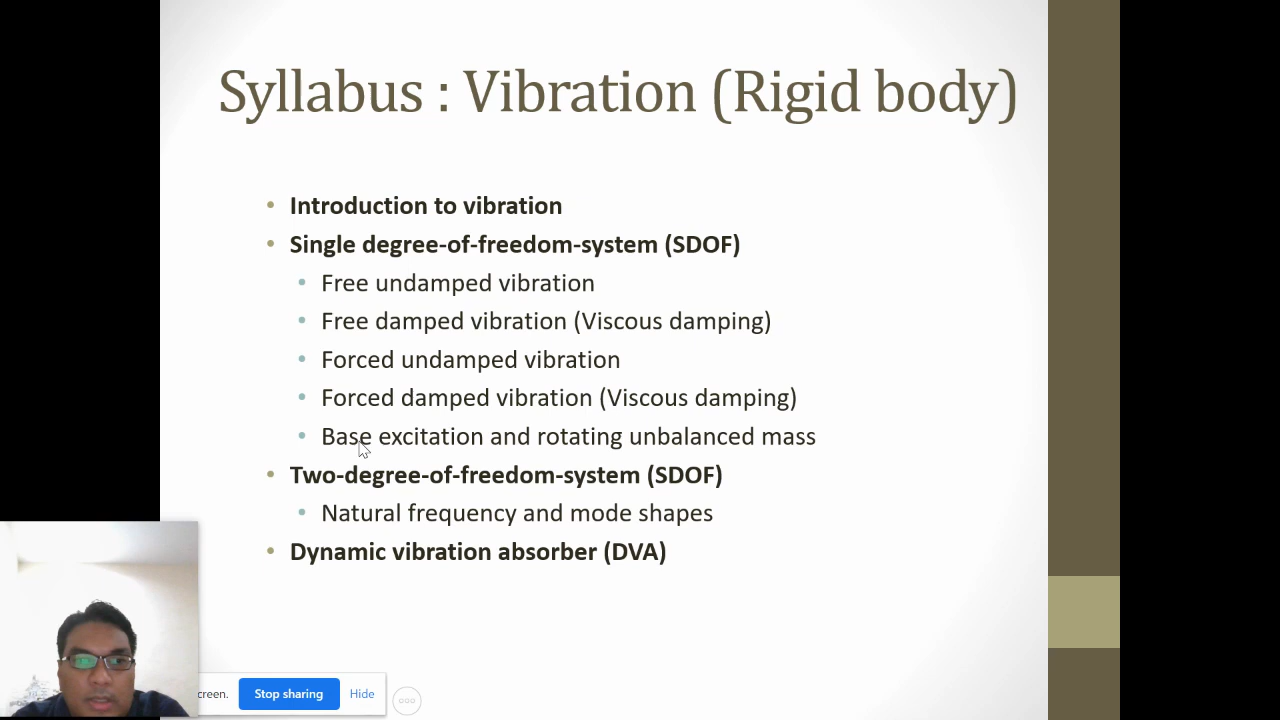 Syllabus : Vibration (Rigid body)
• Introduction to vibration
• Single degree-of-freedom-system (SDOF)
• Free undamped vibration
• Free damped vibration (Viscous damping)
• Forced undamped vibration
• Forced damped vibration (Viscous damping)
• Base excitation and rotating unbalanced mass
• Two-degree-of-freedom-system (SDOF)
• Natural frequency and mode shapes
• Dynamic vibration absorber (DVA)
creen. Stop sharing Hide